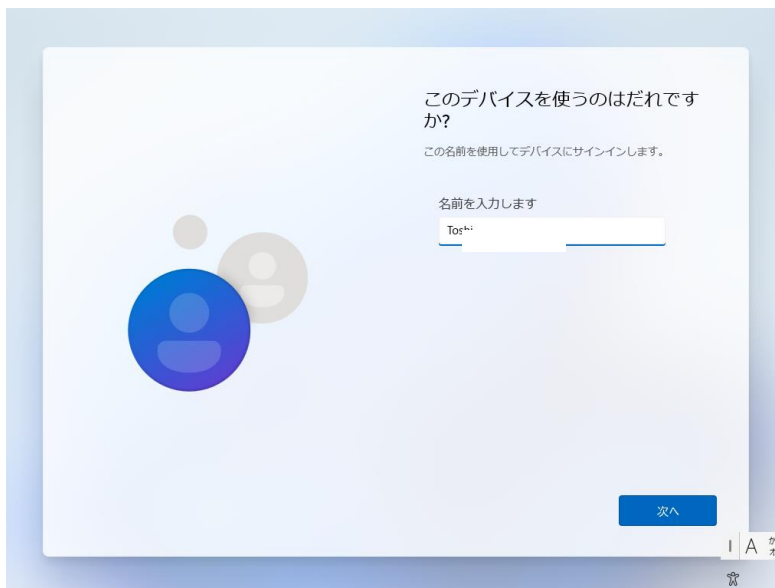 このデバイスを使うのはだれです
か?
この名前を使用してデバイスにサインインします。
名前を入力します
次へ
A